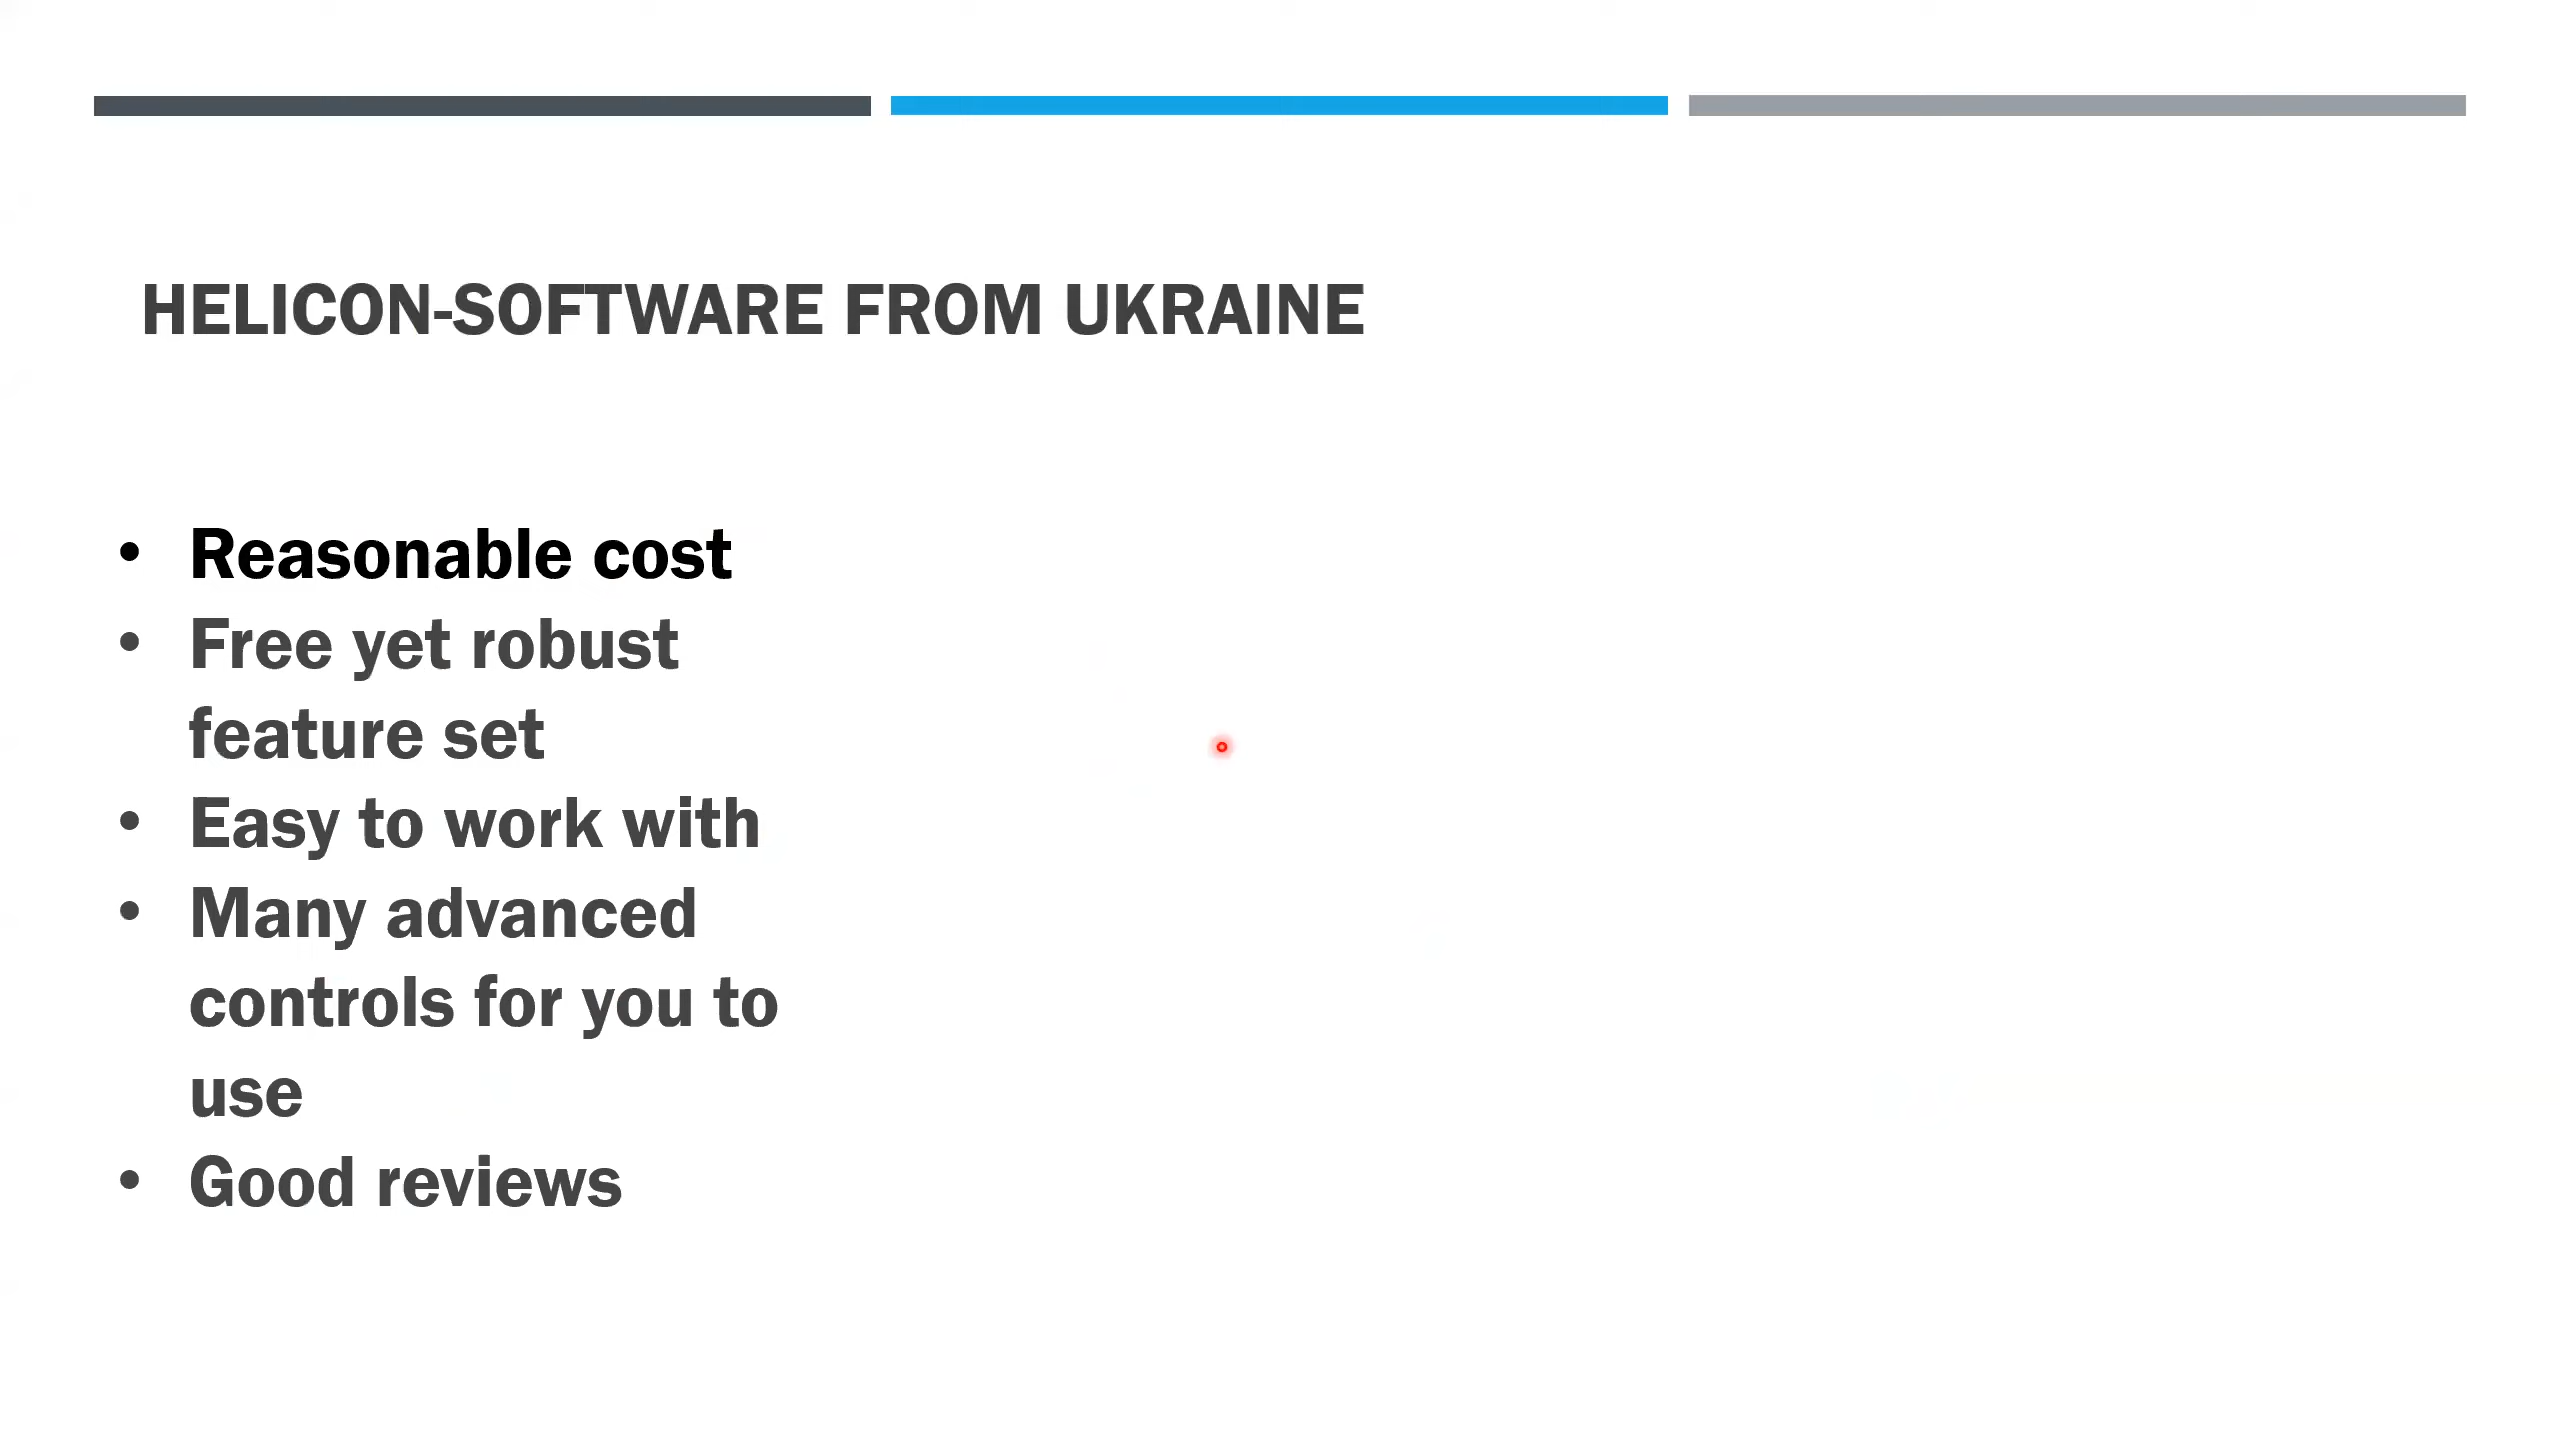 HELICON-SOFTWARE FROM UKRAINE
• Reasonable cost
• Free yet robust
feature set
• Easy to work with
• Many advanced
controls for you to
use
• Good reviews